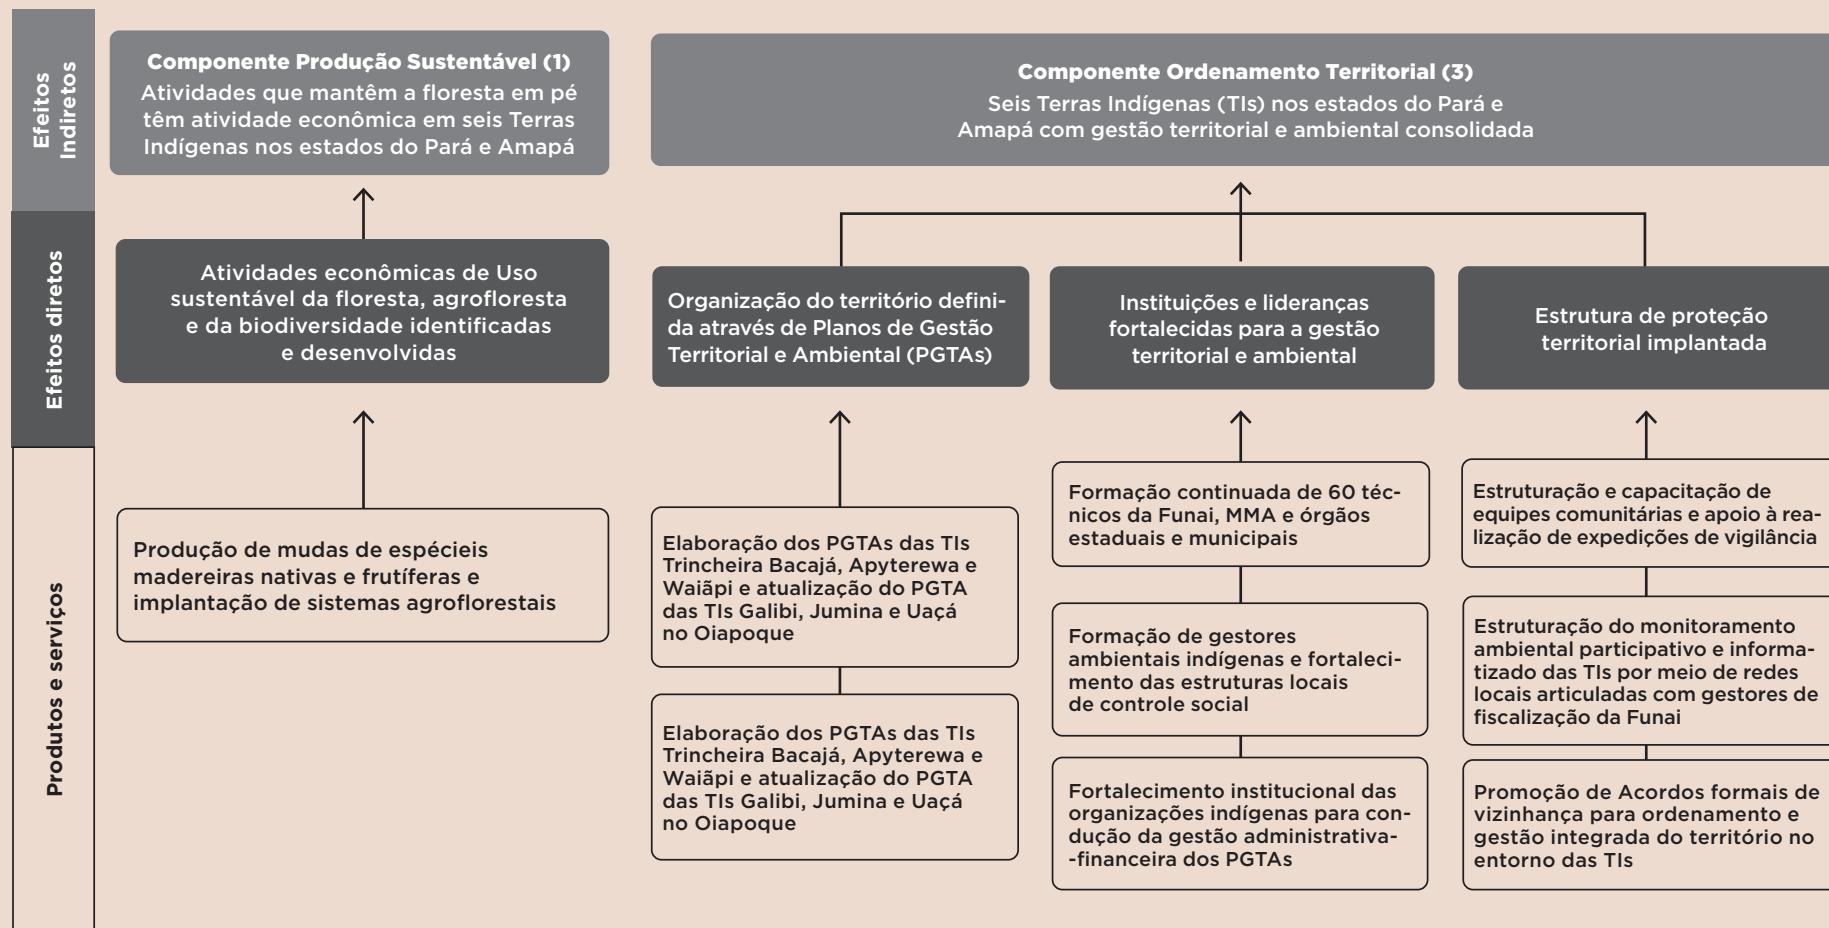 Efeitos
Indiretos
Componente Produção Sustentável (1)
Atividades que mantêm a floresta em pé
têm atividade econômica em seis Terras
Indígenas nos estados do Pará e Amapá
Componente Ordenamento Territorial (3)
Seis Terras Indígenas (TIs) nos estados do Pará e
Amapá com gestão territorial e ambiental consolidada
Efeitos diretos
Atividades econômicas de Uso
sustentável da floresta, agrofloresta
e da biodiversidade identificadas
e desenvolvidas
Organização do território defini-
da através de Planos de Gestão
Territorial e Ambiental (PGTAs)
Instituições e lideranças
fortalecidas para a gestão
territorial e ambiental
Estrutura de proteção
territorial implantada
Produtos e serviços
Produção de mudas de espécieis
madereiras nativas e frutíferas e
implantação de sistemas agroflorestais
Elaboração dos PGTAs das TIs
Trincheira Bacajá, Apyterewa e
Waiãpi e atualização do PGTA
das TIs Galibi, Jumina e Uaçá
no Oiapoque
Elaboração dos PGTAs das TIs
Trincheira Bacajá, Apyterewa e
Waiãpi e atualização do PGTA
das TIs Galibi, Jumina e Uaçá
no Oiapoque
Formação continuada de 60 téc-
nicos da Funai, MMA e órgãos
estaduais e municipais
Formação de gestores
ambientais indígenas e fortaleci-
mento das estruturas locais
de controle social
Fortalecimento institucional das
organizações indígenas para con-
dução da gestão administrativa-
-financeira dos PGTAs
Estruturação e capacitação de
equipes comunitárias e apoio à rea-
lização de expedições de vigilância
Estruturação do monitoramento
ambiental participativo e informa-
tizado das TIs por meio de redes
locais articuladas com gestores de
fiscalização da Funai
Promoção de Acordos formais de
vizinhança para ordenamento e
gestão integrada do território no
entorno das TIs